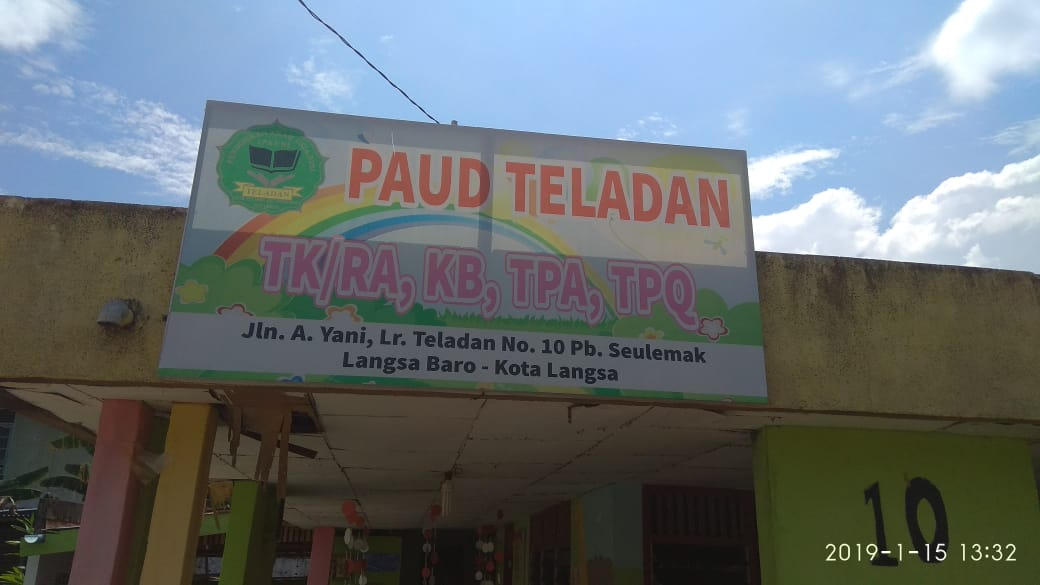 TELADAN
PAUD TELADAN
TK/RA, KB, TPA, TPQ
Jln. A. Yani, Lr. Teladan No. 10 Pb. Seulemak
Langsa Baro - Kota Langsa
10
2019-1-15 13:32